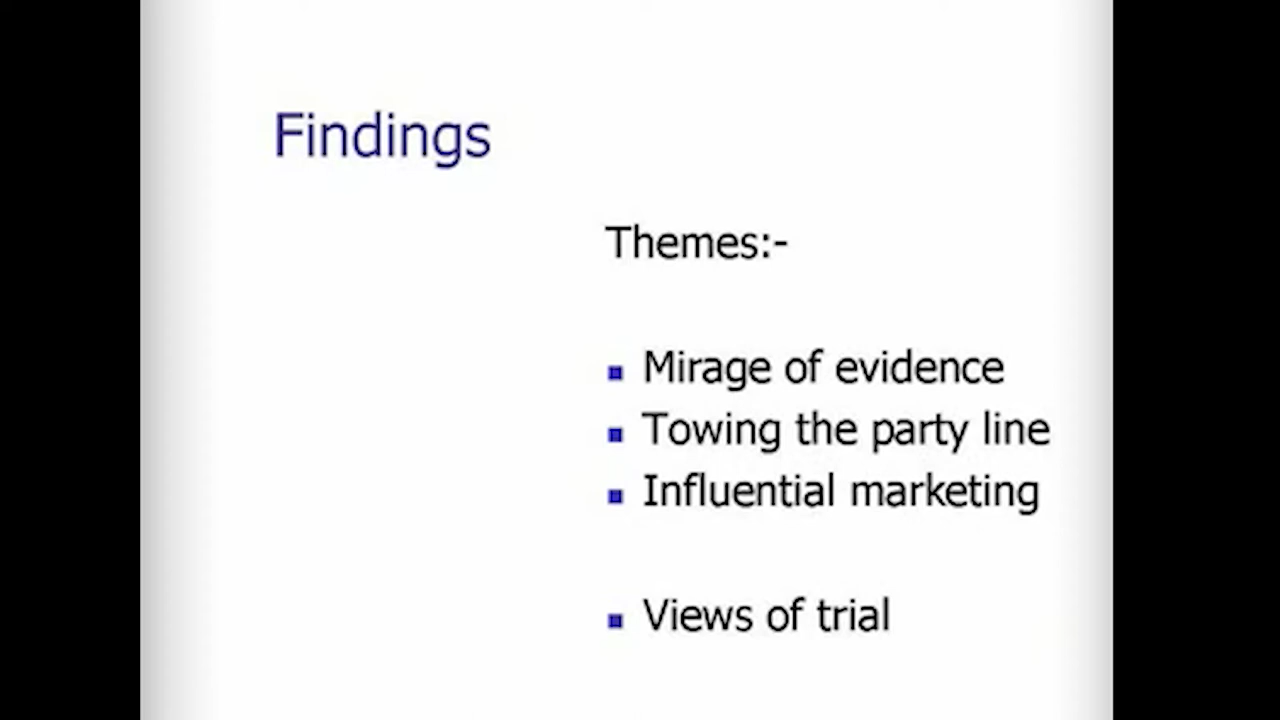 Findings
Themes:-
Mirage of evidence
Towing the party line
Influential marketing
Views of trial